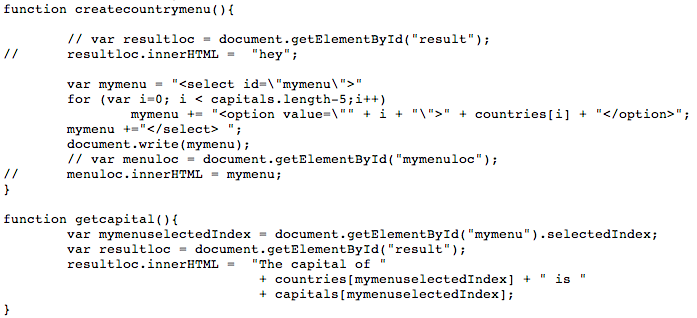 function createcountrymenu(){
// var resultloc = document.getElementById("result");
// resultloc.innerHTML = "hey";
var mymenu = "<select id=\"mymenu\">"
for (var i=0; i < capitals.length-5;i++)
mymenu += "<option value=\"" + i + "\">" + countries[i] + "</option>";
mymenu +="</select> ";
document.write(mymenu);
// var menuloc = document.getElementById("mymenuloc");
// menuloc.innerHTML = mymenu;
}
function getcapital(){
var mymenuselectedIndex = document.getElementById("mymenu").selectedIndex;
var resultloc = document.getElementById("result");
resultloc.innerHTML = "The capital of "
+ countries[mymenuselectedIndex] + " is "
+ capitals[mymenuselectedIndex];
}